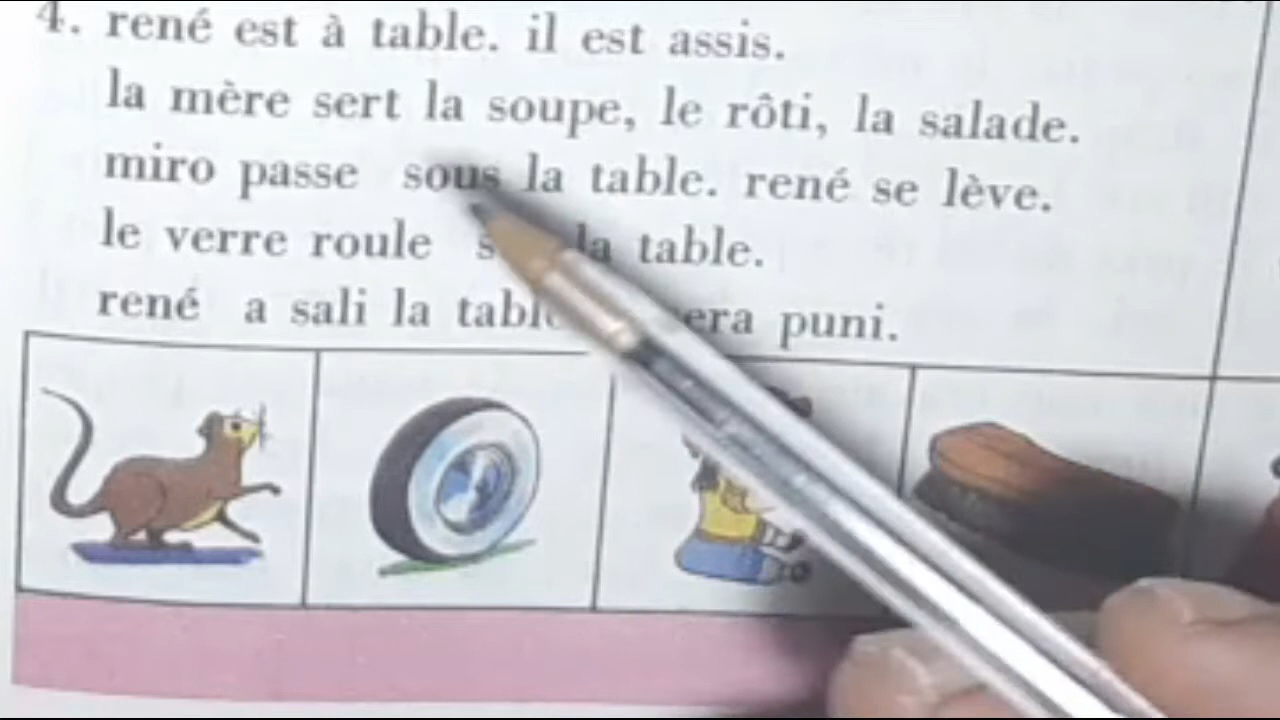 4. rené est à table. il est assis.
la mère sert la soupe, le rôti, la salade.
miro passe sous la table. rené se lève.
le verre roule la table.
rené a sali la table puni.